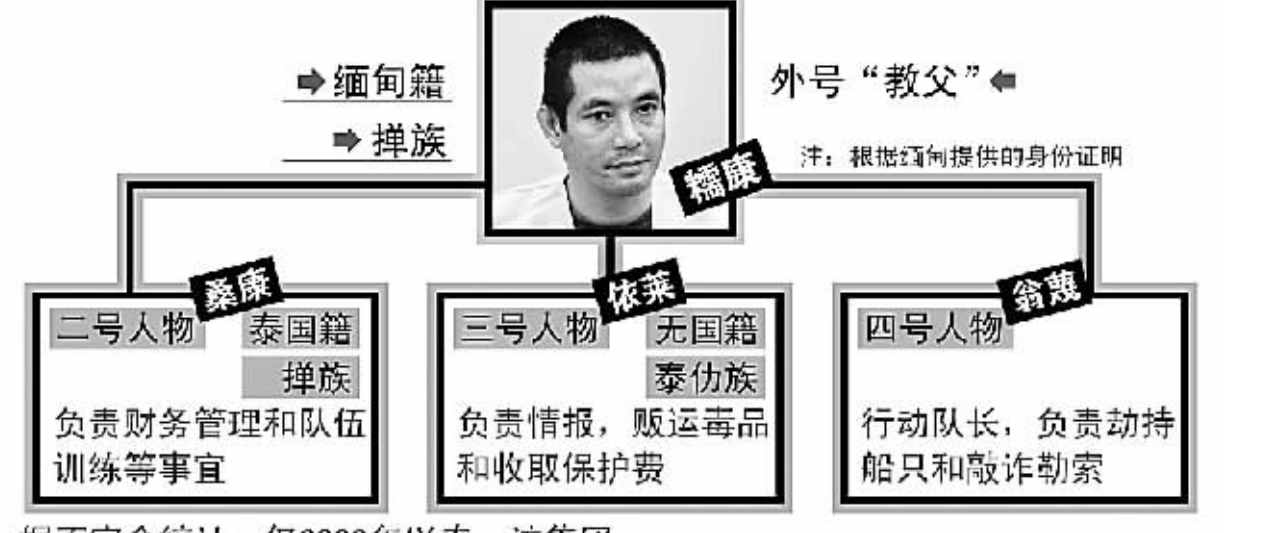 缅甸籍
掸族
外号“教父”
注：根据缅甸提供的身份证明
糯康
桑康
二号人物
泰国籍
掸族
负责财务管理和队伍
训练等事宜
依莱
三号人物
无国籍
泰仂族
负责情报，贩运毒品
和收取保护费
翁蔑
四号人物
行动队长，负责劫持
船只和敲诈勒索